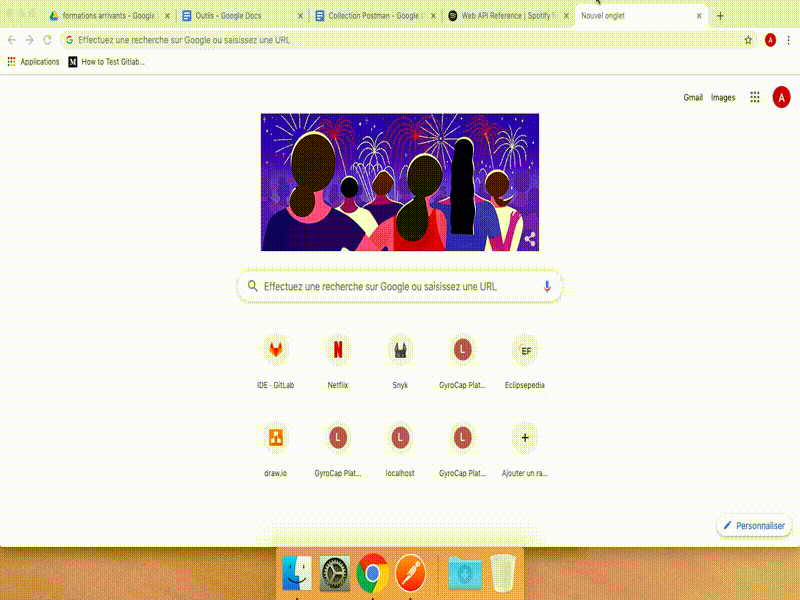 formations arrivants - Google
Outils - Google Docs
Collection Postman - Google D
Web API Reference | Spotify fo
Nouvel onglet
Effectuez une recherche sur Google ou saisissez une URL
A
Applications
M
How to Test Gitlab...
Gmail
Images
A
Effectuez une recherche sur Google ou saisissez une URL
N
L
EF
IDE · GitLab
Netflix
Snyk
GyroCap Plat...
Eclipsepedia
L
L
L
draw.io
GyroCap Plat...
localhost
GyroCap Plat...
Ajouter un ra...
Personnaliser